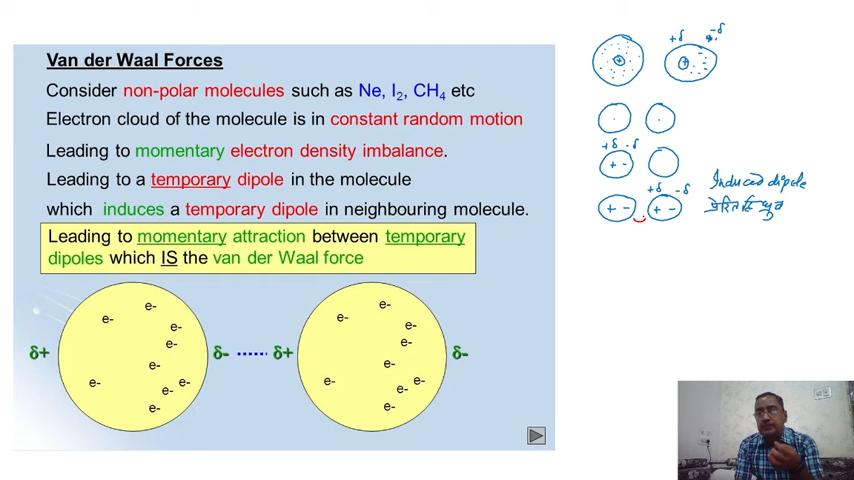 Van der Waal Forces
Consider non-polar molecules such as Ne, I₂, CH₄ etc
Electron cloud of the molecule is in constant random motion
Leading to momentary electron density imbalance.
Leading to a temporary dipole in the molecule
which induces a temporary dipole in neighbouring molecule.
Leading to momentary attraction between temporary
dipoles which IS the van der Waal force
e- e- e- e- e- e- e- e- e-
e- e- e- e- e- e- e- e- e-
δ+ δ- ...... δ+ δ-
+ +δ + -δ
+δ -δ
+ -
+δ -δ
+ - + -
Induced dipole
प्रेरित द्विध्रुव